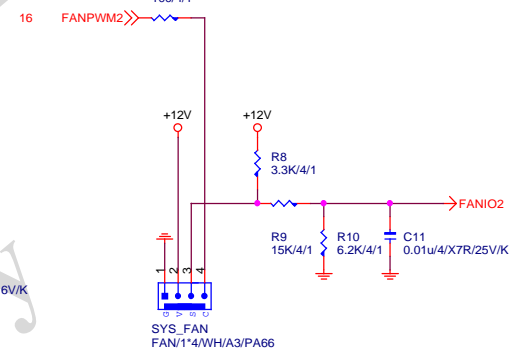 16 FANPWM2
+12V +12V
R8
3.3K/4/1
FANIO2
R9
15K/4/1
R10
6.2K/4/1
C11
0.01u/4/X7R/25V/K
1 2 3 4
G V S C
6V/K
SYS_FAN
FAN/1*4/WH/A3/PA66